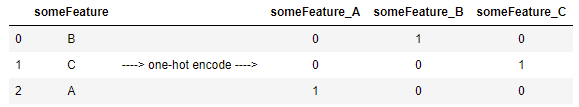 someFeature someFeature_A someFeature_B someFeature_C
0 B 0 1 0
1 C ----> one-hot encode ----> 0 0 1
2 A 1 0 0